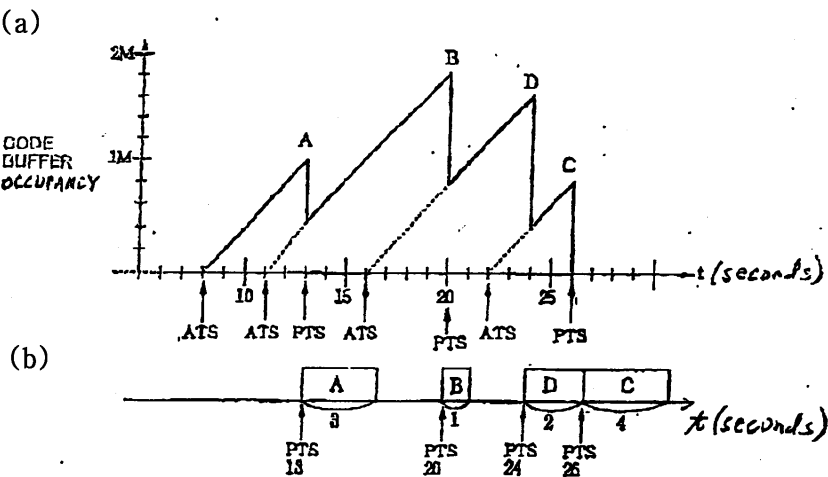 (a)
2M
B
D
A
CODE
BUFFER
OCCUPANCY
1M
C
10 15 20 25
t (seconds)
ATS ATS PTS ATS PTS ATS PTS
(b)
A B D C
3 1 2 4
t (seconds)
PTS PTS PTS PTS
13 20 24 26